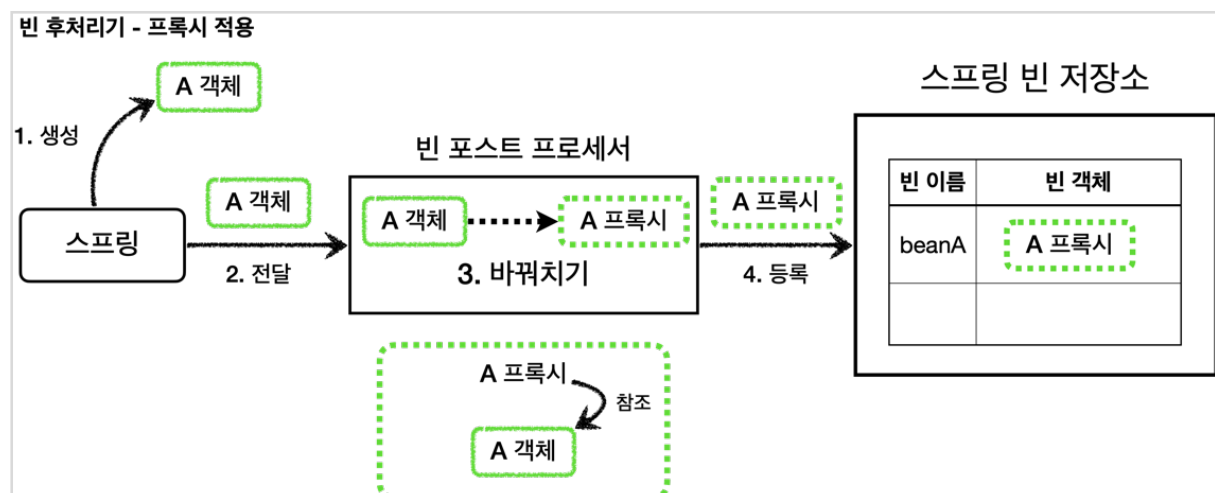 빈 후처리기 - 프록시 적용
A 객체
스프링 빈 저장소
1. 생성
빈 포스트 프로세서
빈 이름
빈 객체
A 객체
A 프록시
A 객체
A 프록시
스프링
beanA
A 프록시
2. 전달
3. 바꿔치기
4. 등록
A 프록시
참조
A 객체